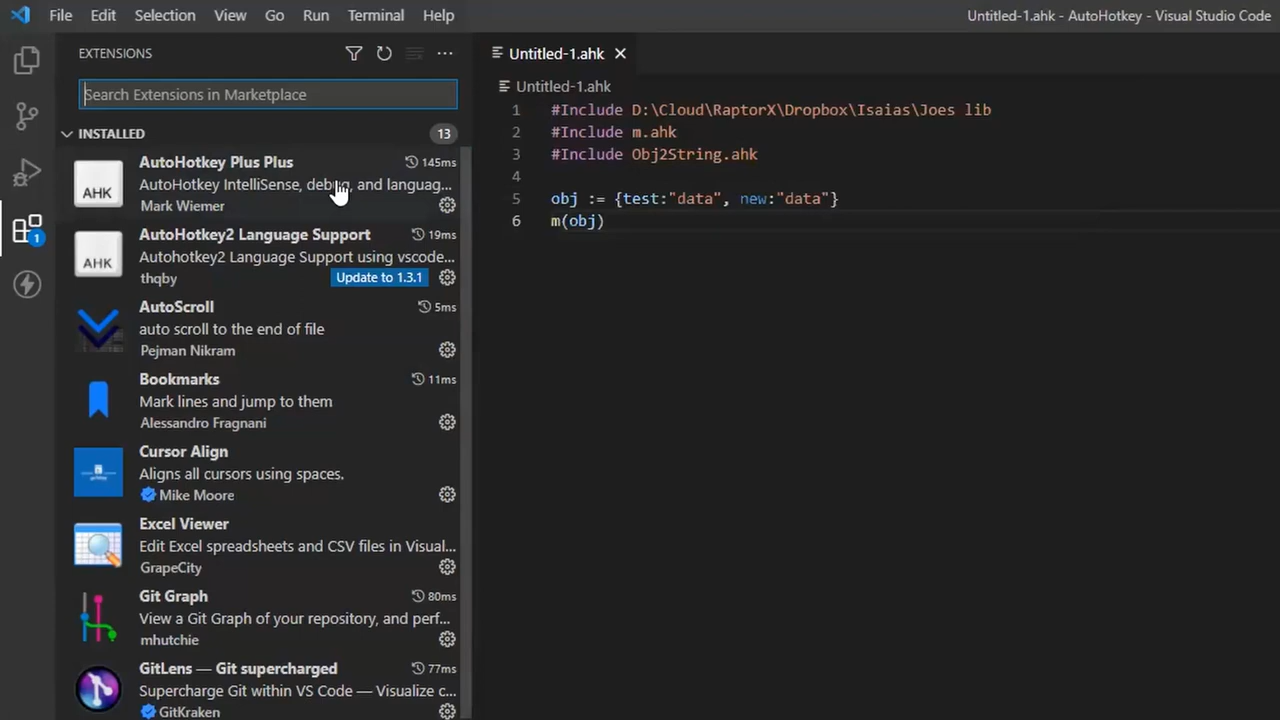 File Edit Selection View Go Run Terminal Help
Untitled-1.ahk - AutoHotkey - Visual Studio Code
EXTENSIONS
Search Extensions in Marketplace
INSTALLED 13
AutoHotkey Plus Plus 145ms
AutoHotkey IntelliSense, debug, and languag...
Mark Wiemer
AutoHotkey2 Language Support 19ms
Autohotkey2 Language Support using vscode...
thqby Update to 1.3.1
AutoScroll 5ms
auto scroll to the end of file
Pejman Nikram
Bookmarks 11ms
Mark lines and jump to them
Alessandro Fragnani
Cursor Align
Aligns all cursors using spaces.
Mike Moore
Excel Viewer
Edit Excel spreadsheets and CSV files in Visual...
GrapeCity
Git Graph 80ms
View a Git Graph of your repository, and perf...
mhutchie
GitLens — Git supercharged 77ms
Supercharge Git within VS Code — Visualize c...
GitKraken
AHK
AHK
1
Untitled-1.ahk
Untitled-1.ahk
1 #Include D:\Cloud\RaptorX\Dropbox\Isaias\Joes lib
2 #Include m.ahk
3 #Include Obj2String.ahk
4
5 obj := {test:"data", new:"data"}
6 m(obj)